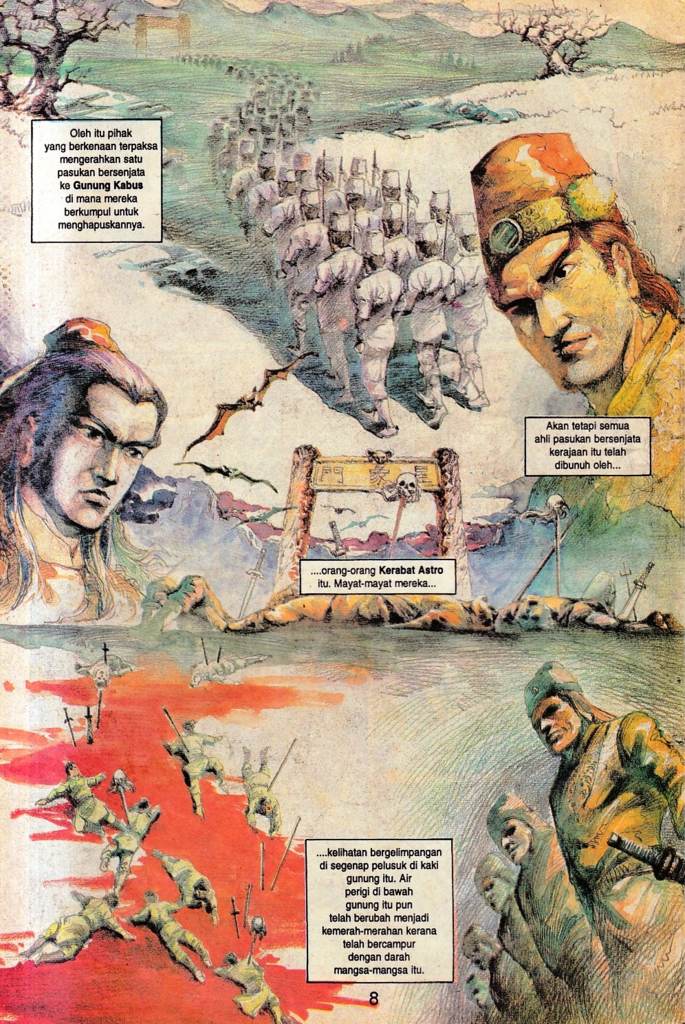 Oleh itu pihak
yang berkenaan terpaksa
mengerahkan satu
pasukan bersenjata
ke Gunung Kabus
di mana mereka
berkumpul untuk
menghapuskannya.
Akan tetapi semua
ahli pasukan bersenjata
kerajaan itu telah
dibunuh oleh...
....orang-orang Kerabat Astro
itu. Mayat-mayat mereka...
....kelihatan bergelimpangan
di segenap pelusuk di kaki
gunung itu. Air
perigi di bawah
gunung itu pun
telah berubah menjadi
kemerah-merahan kerana
telah bercampur
dengan darah
mangsa-mangsa itu.
8